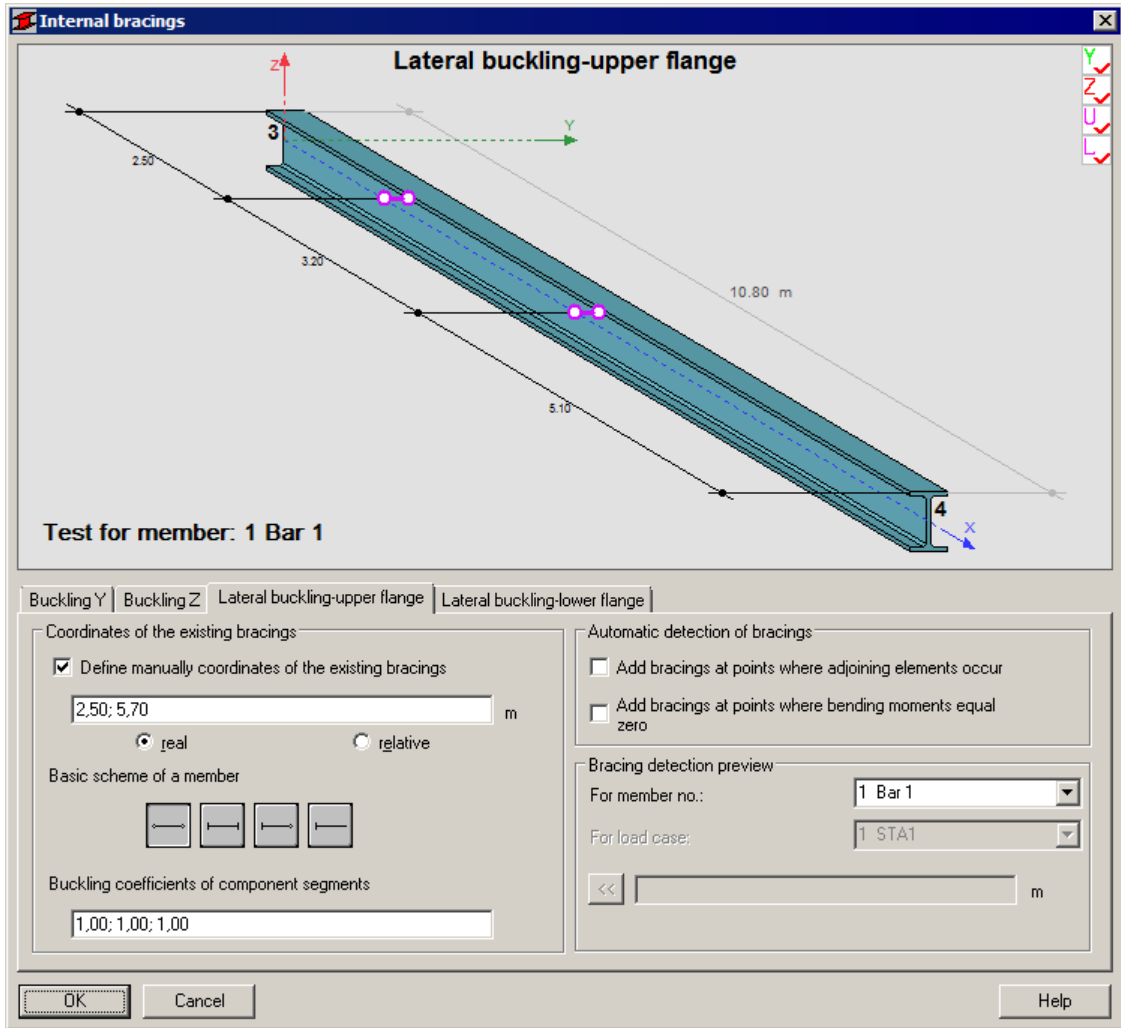 Internal bracings
Lateral buckling-upper flange
Z
Y
Y
Z
U
L
3
2.50
3.20
10.80 m
5.10
4
X
Test for member: 1 Bar 1
Buckling Y
Buckling Z
Lateral buckling-upper flange
Lateral buckling-lower flange
Coordinates of the existing bracings
Define manually coordinates of the existing bracings
2,50; 5,70
m
real
relative
Basic scheme of a member
Buckling coefficients of component segments
1,00; 1,00; 1,00
Automatic detection of bracings
Add bracings at points where adjoining elements occur
Add bracings at points where bending moments equal
zero
Bracing detection preview
For member no.:
1 Bar 1
For load case:
1 STA1
<<
m
OK
Cancel
Help